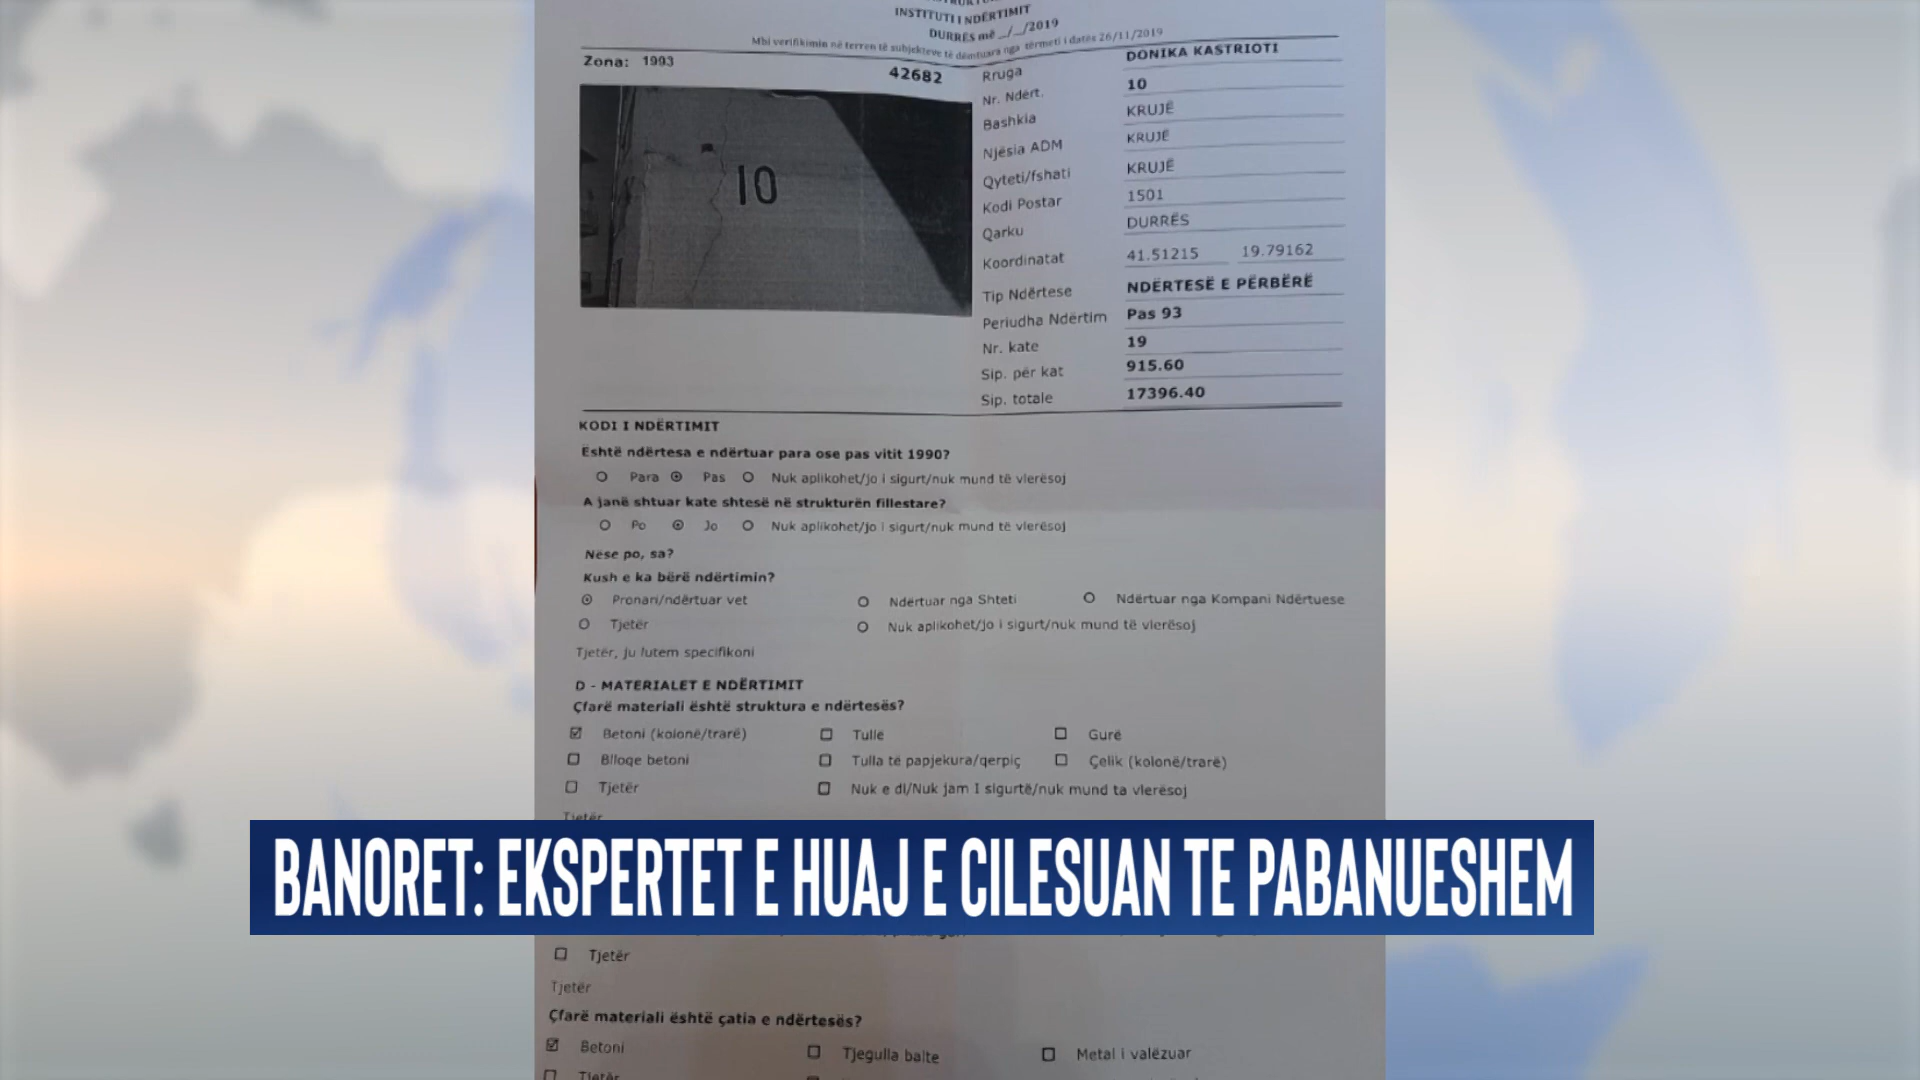 INSTITUTI I NDËRTIMIT
DURRËS më _/_/2019
Mbi verifikimin në terren të subjekteve të dëmtuara nga tërmeti i datës 26/11/2019
Zona: 1993
42682
10
Rruga DONIKA KASTRIOTI
Nr. Ndërt. 10
Bashkia KRUJË
Njësia ADM KRUJË
Qyteti/fshati KRUJË
Kodi Postar 1501
Qarku DURRËS
Koordinatat 41.51215 19.79162
Tip Ndërtese NDËRTESË E PËRBËRË
Periudha Ndërtim Pas 93
Nr. kate 19
Sip. për kat 915.60
Sip. totale 17396.40
KODI I NDËRTIMIT
Është ndërtesa e ndërtuar para ose pas vitit 1990?
Para Pas Nuk aplikohet/jo i sigurt/nuk mund të vlerësoj
A janë shtuar kate shtesë në strukturën fillestare?
Po Jo Nuk aplikohet/jo i sigurt/nuk mund të vlerësoj
Nëse po, sa?
Kush e ka bërë ndërtimin?
Pronari/ndërtuar vet Ndërtuar nga Shteti Ndërtuar nga Kompani Ndërtuese
Tjetër Nuk aplikohet/jo i sigurt/nuk mund të vlerësoj
Tjetër, ju lutem specifikoni
D - MATERIALET E NDËRTIMIT
Çfarë materiali është struktura e ndërtesës?
Betoni (kolonë/trarë) Tulle Gurë
Blloqe betoni Tulla të papjekura/qerpiç Çelik (kolonë/trarë)
Tjetër Nuk e di/Nuk jam I sigurtë/nuk mund ta vlerësoj
Tjetër
BANORET: EKSPERTET E HUAJ E CILESUAN TE PABANUESHEM
Tjetër
Tjetër
Çfarë materiali është çatia e ndërtesës?
Betoni Tjegulla balte Metal i valëzuar
Tjetër